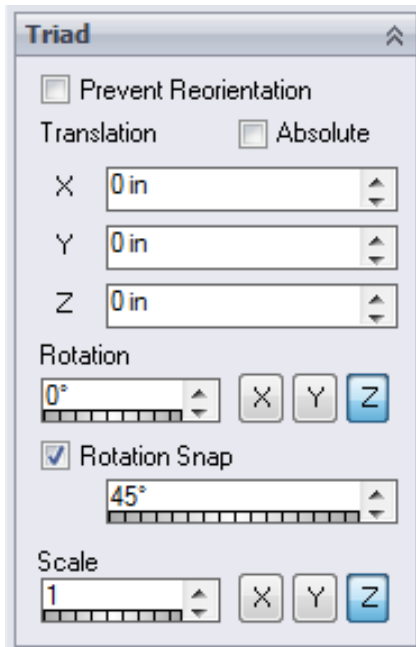 Triad
Prevent Reorientation
Translation Absolute
X 0 in
Y 0 in
Z 0 in
Rotation
0° X Y Z
Rotation Snap
45°
Scale
1 X Y Z